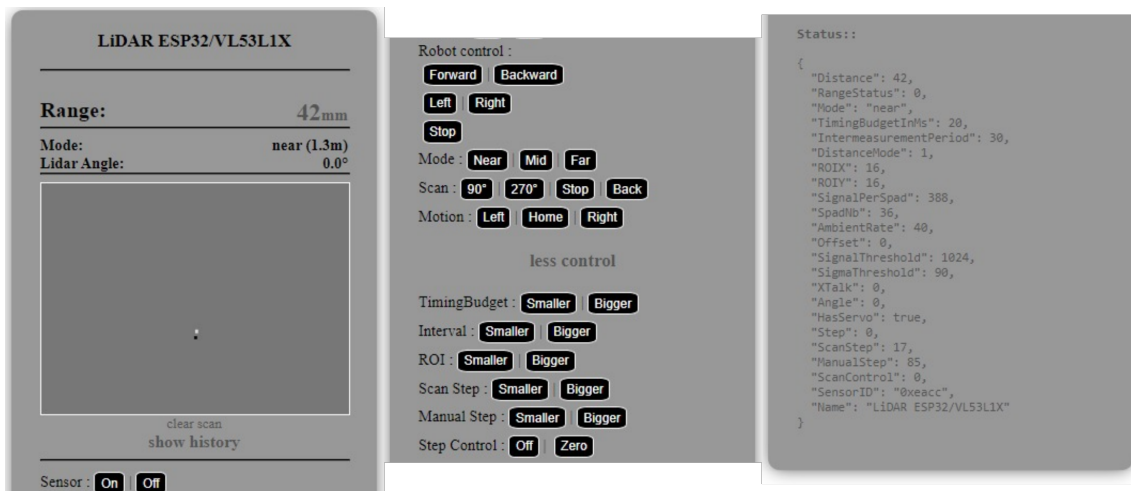 LiDAR ESP32/VL53L1X
Range: 42mm
Mode: near (1.3m)
Lidar Angle: 0.0°
clear scan
show history
Sensor : On | Off
Robot control :
Forward | Backward
Left | Right
Stop
Mode : Near | Mid | Far
Scan : 90° | 270° | Stop | Back
Motion : Left | Home | Right
less control
TimingBudget : Smaller | Bigger
Interval : Smaller | Bigger
ROI : Smaller | Bigger
Scan Step : Smaller | Bigger
Manual Step : Smaller | Bigger
Step Control : Off | Zero
Status::
{
"Distance": 42,
"RangeStatus": 0,
"Mode": "near",
"TimingBudgetInMs": 20,
"IntermeasurementPeriod": 30,
"DistanceMode": 1,
"ROIX": 16,
"ROIY": 16,
"SignalPerSpad": 388,
"SpadNb": 36,
"AmbientRate": 40,
"Offset": 0,
"SignalThreshold": 1024,
"SigmaThreshold": 90,
"XTalk": 0,
"Angle": 0,
"HasServo": true,
"Step": 0,
"ScanStep": 17,
"ManualStep": 85,
"ScanControl": 0,
"SensorID": "0xeacc",
"Name": "LiDAR ESP32/VL53L1X"
}